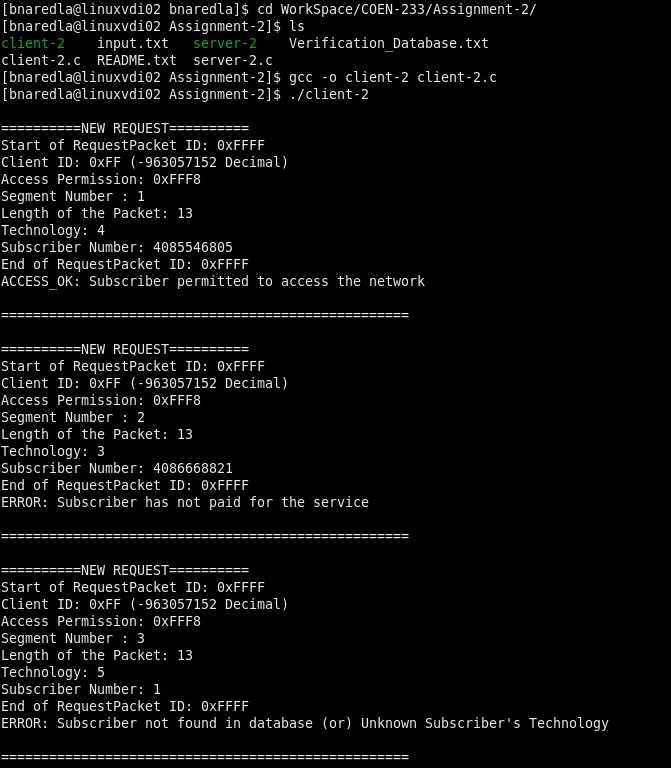 [bnaredla@linuxvdi02 bnaredla]$ cd WorkSpace/COEN-233/Assignment-2/
[bnaredla@linuxvdi02 Assignment-2]$ ls
client-2    input.txt   server-2    Verification_Database.txt
client-2.c  README.txt  server-2.c
[bnaredla@linuxvdi02 Assignment-2]$ gcc -o client-2 client-2.c
[bnaredla@linuxvdi02 Assignment-2]$ ./client-2
==========NEW REQUEST==========
Start of RequestPacket ID: 0xFFFF
Client ID: 0xFF (-963057152 Decimal)
Access Permission: 0xFFF8
Segment Number : 1
Length of the Packet: 13
Technology: 4
Subscriber Number: 4085546805
End of RequestPacket ID: 0xFFFF
ACCESS_OK: Subscriber permitted to access the network
===================================================
==========NEW REQUEST==========
Start of RequestPacket ID: 0xFFFF
Client ID: 0xFF (-963057152 Decimal)
Access Permission: 0xFFF8
Segment Number : 2
Length of the Packet: 13
Technology: 3
Subscriber Number: 4086668821
End of RequestPacket ID: 0xFFFF
ERROR: Subscriber has not paid for the service
===================================================
==========NEW REQUEST==========
Start of RequestPacket ID: 0xFFFF
Client ID: 0xFF (-963057152 Decimal)
Access Permission: 0xFFF8
Segment Number : 3
Length of the Packet: 13
Technology: 5
Subscriber Number: 1
End of RequestPacket ID: 0xFFFF
ERROR: Subscriber not found in database (or) Unknown Subscriber's Technology
===================================================